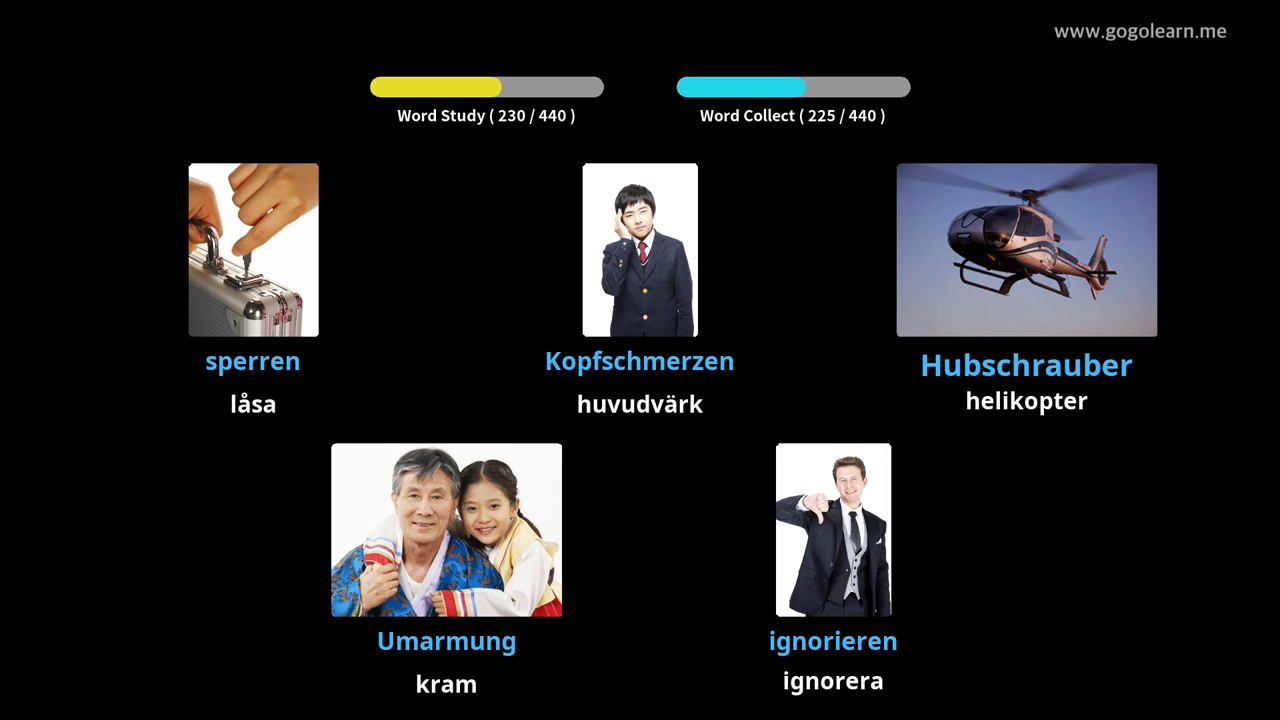 www.gogolearn.me
Word Study ( 230 / 440 )
Word Collect ( 225 / 440 )
sperren
Kopfschmerzen
Hubschrauber
låsa
huvudvärk
helikopter
Umarmung
ignorieren
kram
ignorera